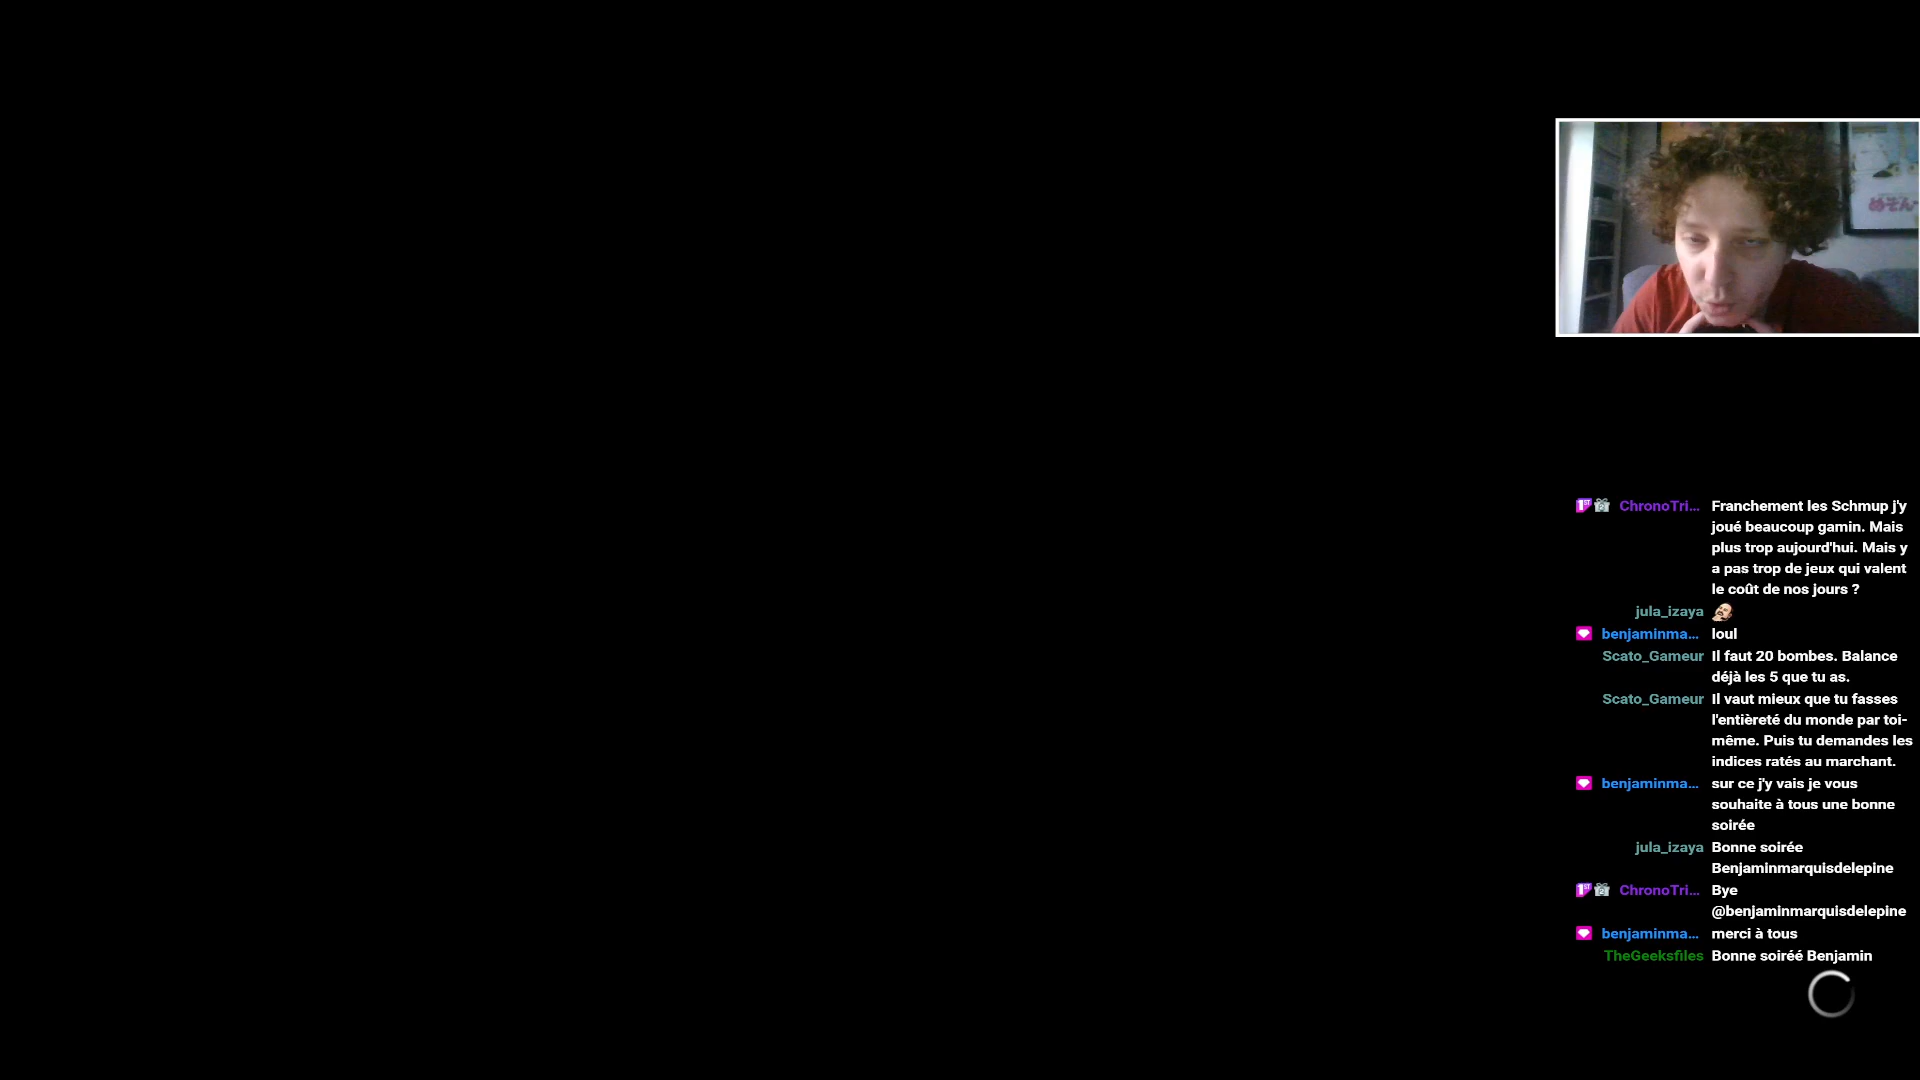 めぞん
ChronoTri... Franchement les Schmup j'y
joué beaucoup gamin. Mais
plus trop aujourd'hui. Mais y
a pas trop de jeux qui valent
le coût de nos jours ?
jula_izaya
benjaminma... loul
Scato_Gameur Il faut 20 bombes. Balance
déjà les 5 que tu as.
Scato_Gameur Il vaut mieux que tu fasses
l'entièreté du monde par toi-
même. Puis tu demandes les
indices ratés au marchant.
benjaminma... sur ce j'y vais je vous
souhaite à tous une bonne
soirée
jula_izaya Bonne soirée
Benjaminmarquisdelepine
ChronoTri... Bye
@benjaminmarquisdelepine
benjaminma... merci à tous
TheGeeksfiles Bonne soiréé Benjamin